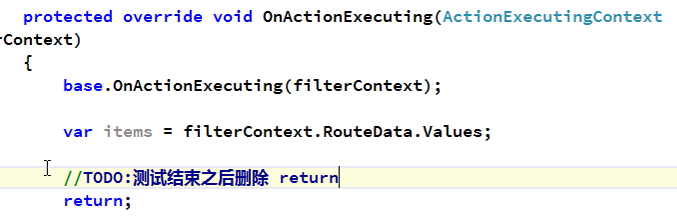 protected override void OnActionExecuting(ActionExecutingContext
rContext)
{
base.OnActionExecuting(filterContext);
var items = filterContext.RouteData.Values;
//TODO:测试结束之后删除 return
return;